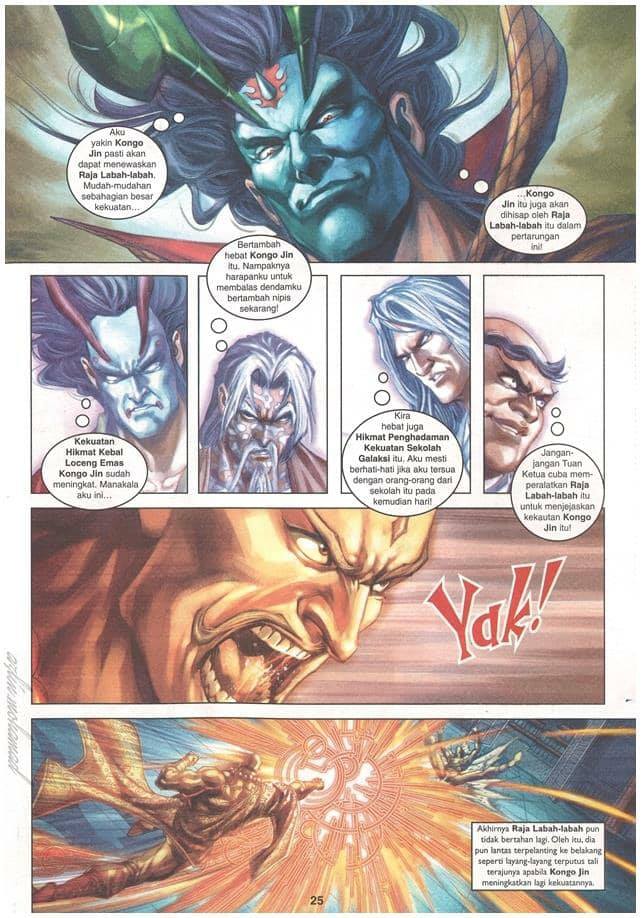 Aku
yakin Kongo
Jin pasti akan
dapat menewaskan
Raja Labah-labah.
Mudah-mudahan
sebahagian besar
kekuatan...
...Kongo
Jin itu juga akan
dihisap oleh Raja
Labah-labah itu dalam
pertarungan
ini!
Kekuatan
Hikmat Kebal
Loceng Emas
Kongo Jin sudah
meningkat. Manakala
aku ini...
Bertambah
hebat Kongo Jin
itu. Nampaknya
harapanku untuk
membalas dendamku
bertambah nipis
sekarang!
Kira
hebat juga
Hikmat Penghadaman
Kekuatan Sekolah
Galaksi itu. Aku mesti
berhati-hati jika aku tersua
dengan orang-orang dari
sekolah itu pada
kemudian hari!
Jangan-
jangan Tuan
Ketua cuba mem-
peralatkan Raja
Labah-labah itu
untuk menjejaskan
kekautan Kongo
Jin itu!
Yak!
Akhirnya Raja Labah-labah pun
tidak bertahan lagi. Oleh itu, dia
pun lantas terpelanting ke belakang
seperti layang-layang terputus tali
terajunya apabila Kongo Jin
meningkatkan lagi kekuatannya.
25